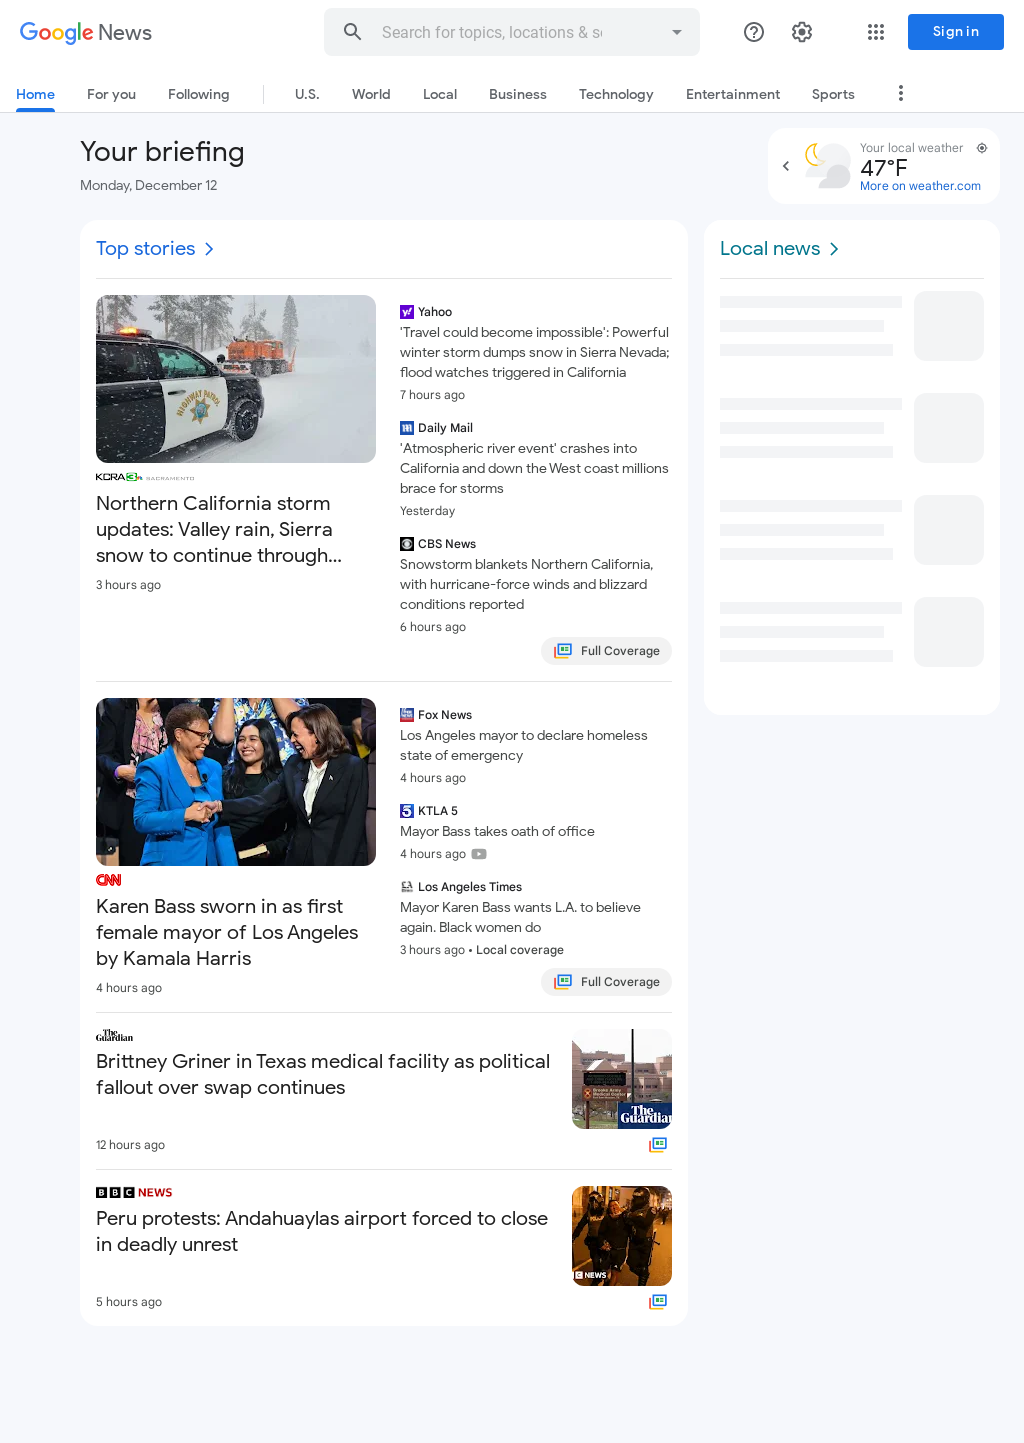 Google News
Search for topics, locations & so
Sign in
Home
For you
Following
U.S.
World
Local
Business
Technology
Entertainment
Sports
Your briefing
Monday, December 12
Your local weather
47°F
More on weather.com
Top stories
HIGHWAY PATROL
KCRA 3 SACRAMENTO
Northern California storm
updates: Valley rain, Sierra
snow to continue through...
3 hours ago
Yahoo
'Travel could become impossible': Powerful
winter storm dumps snow in Sierra Nevada;
flood watches triggered in California
7 hours ago
Daily Mail
'Atmospheric river event' crashes into
California and down the West coast millions
brace for storms
Yesterday
CBS News
Snowstorm blankets Northern California,
with hurricane-force winds and blizzard
conditions reported
6 hours ago
Full Coverage
CNN
Karen Bass sworn in as first
female mayor of Los Angeles
by Kamala Harris
4 hours ago
Fox News
Los Angeles mayor to declare homeless
state of emergency
4 hours ago
KTLA 5
Mayor Bass takes oath of office
4 hours ago
Los Angeles Times
Mayor Karen Bass wants L.A. to believe
again. Black women do
3 hours ago • Local coverage
Full Coverage
The Guardian
Brittney Griner in Texas medical facility as political
fallout over swap continues
12 hours ago
Brooke Army
Medical Center
The
Guardian
BBC NEWS
Peru protests: Andahuaylas airport forced to close
in deadly unrest
5 hours ago
C NEWS
Local news